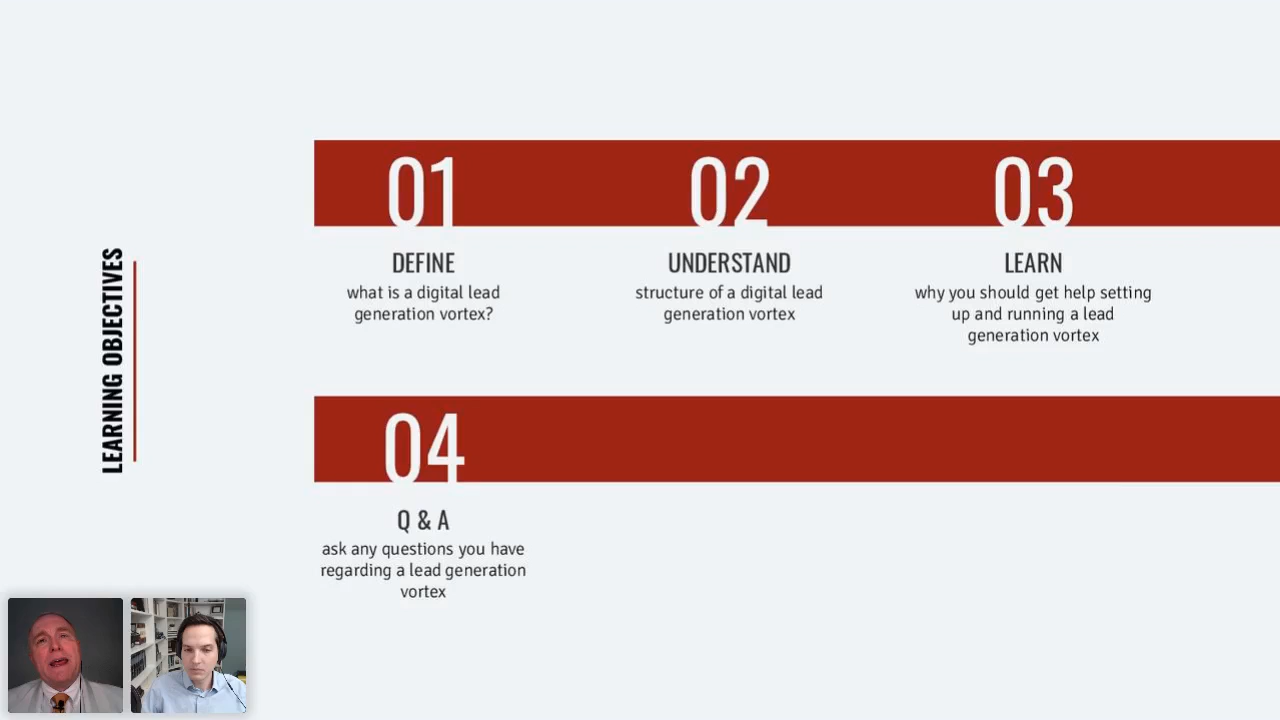 LEARNING OBJECTIVES
01
DEFINE
what is a digital lead
generation vortex?
02
UNDERSTAND
structure of a digital lead
generation vortex
03
LEARN
why you should get help setting
up and running a lead
generation vortex
04
Q & A
ask any questions you have
regarding a lead generation
vortex